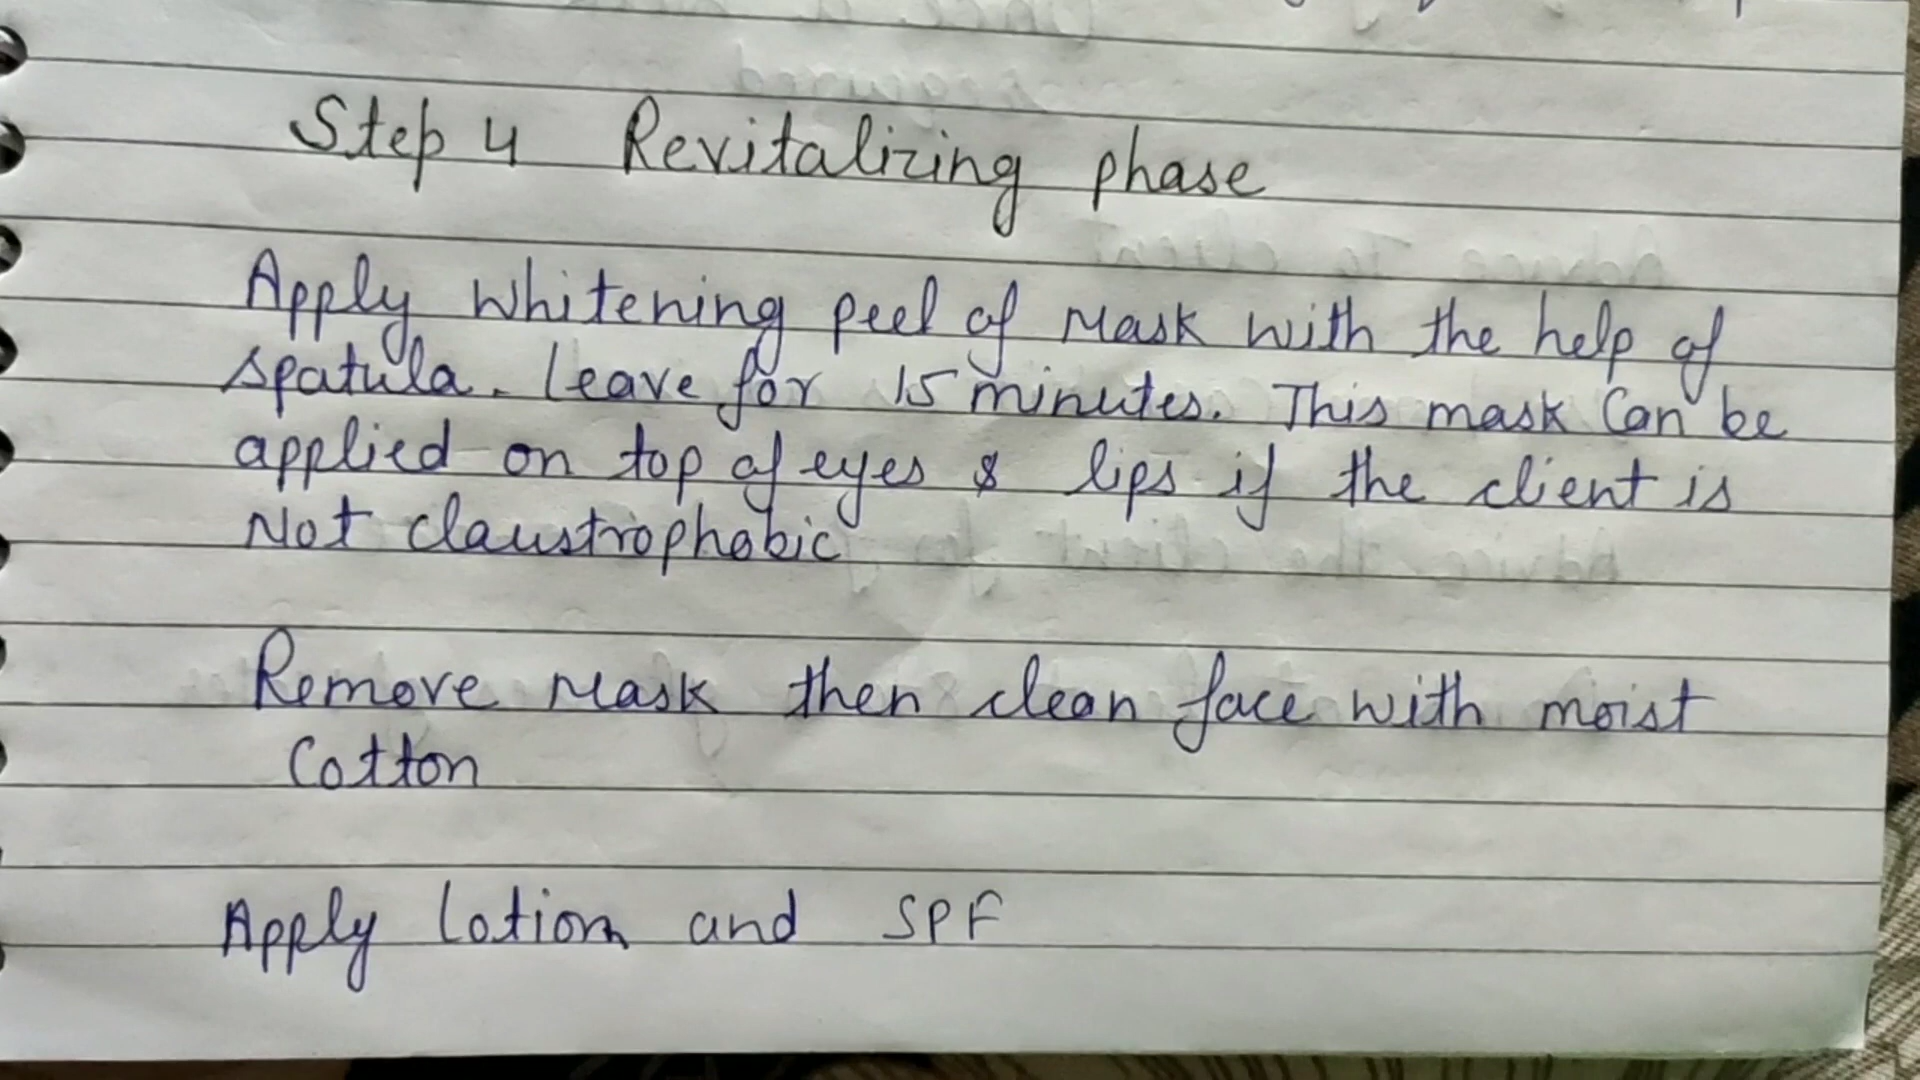 Step 4 Revitalizing phase
Apply Whitening peel of Mask with the help of
spatula. Leave for 15 minutes. This mask Can be
applied on top of eyes & lips if the client is
Not claustrophobic
Remove Mask then clean face with moist
Cotton
Apply lotion and SPF